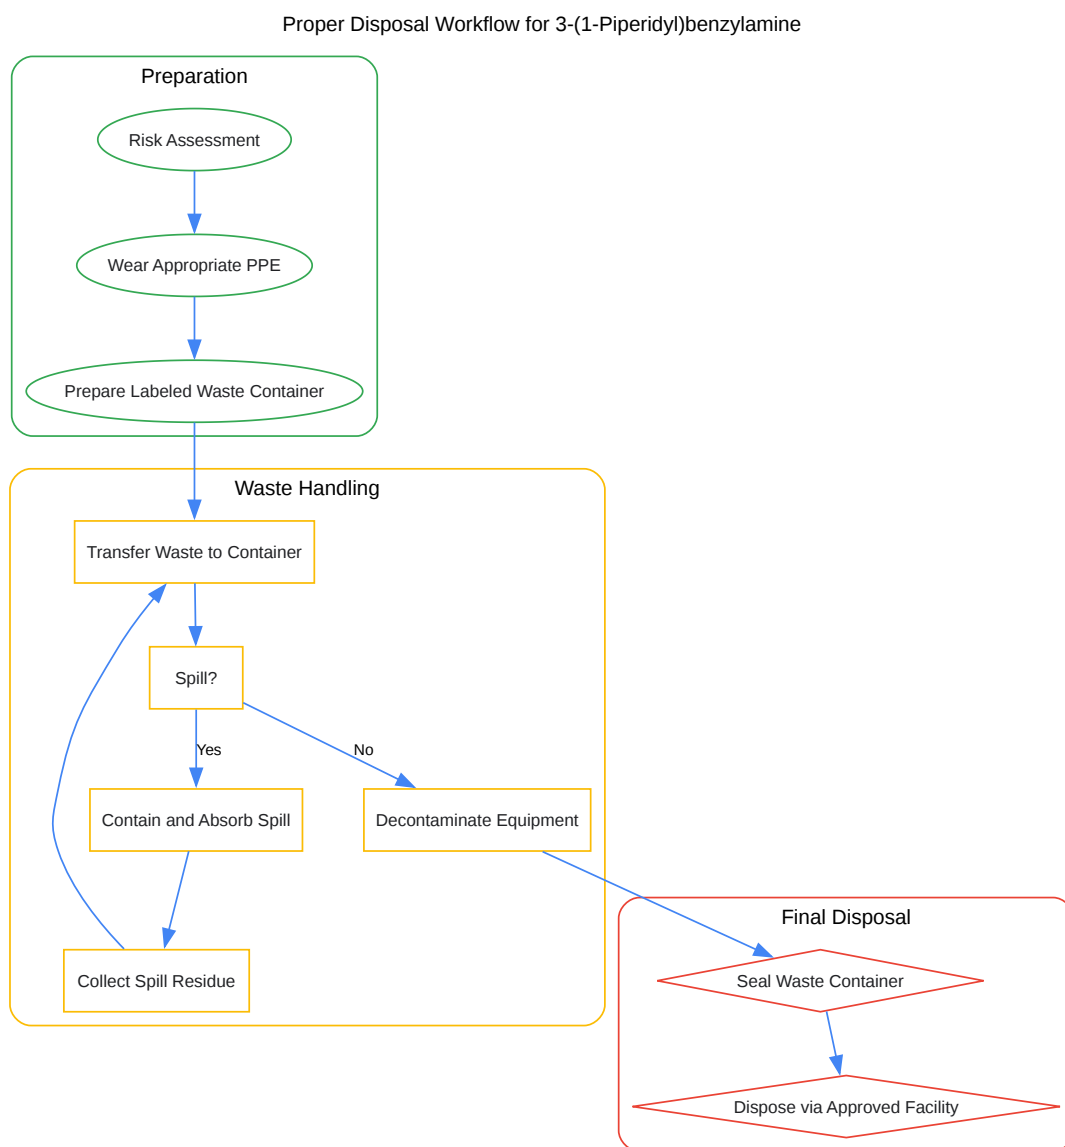 Proper Disposal Workflow for 3-(1-Piperidyl)benzylamine
Preparation
Risk Assessment
Wear Appropriate PPE
Prepare Labeled Waste Container
Waste Handling
Transfer Waste to Container
Spill?
Yes
No
Contain and Absorb Spill
Decontaminate Equipment
Collect Spill Residue
Final Disposal
Seal Waste Container
Dispose via Approved Facility